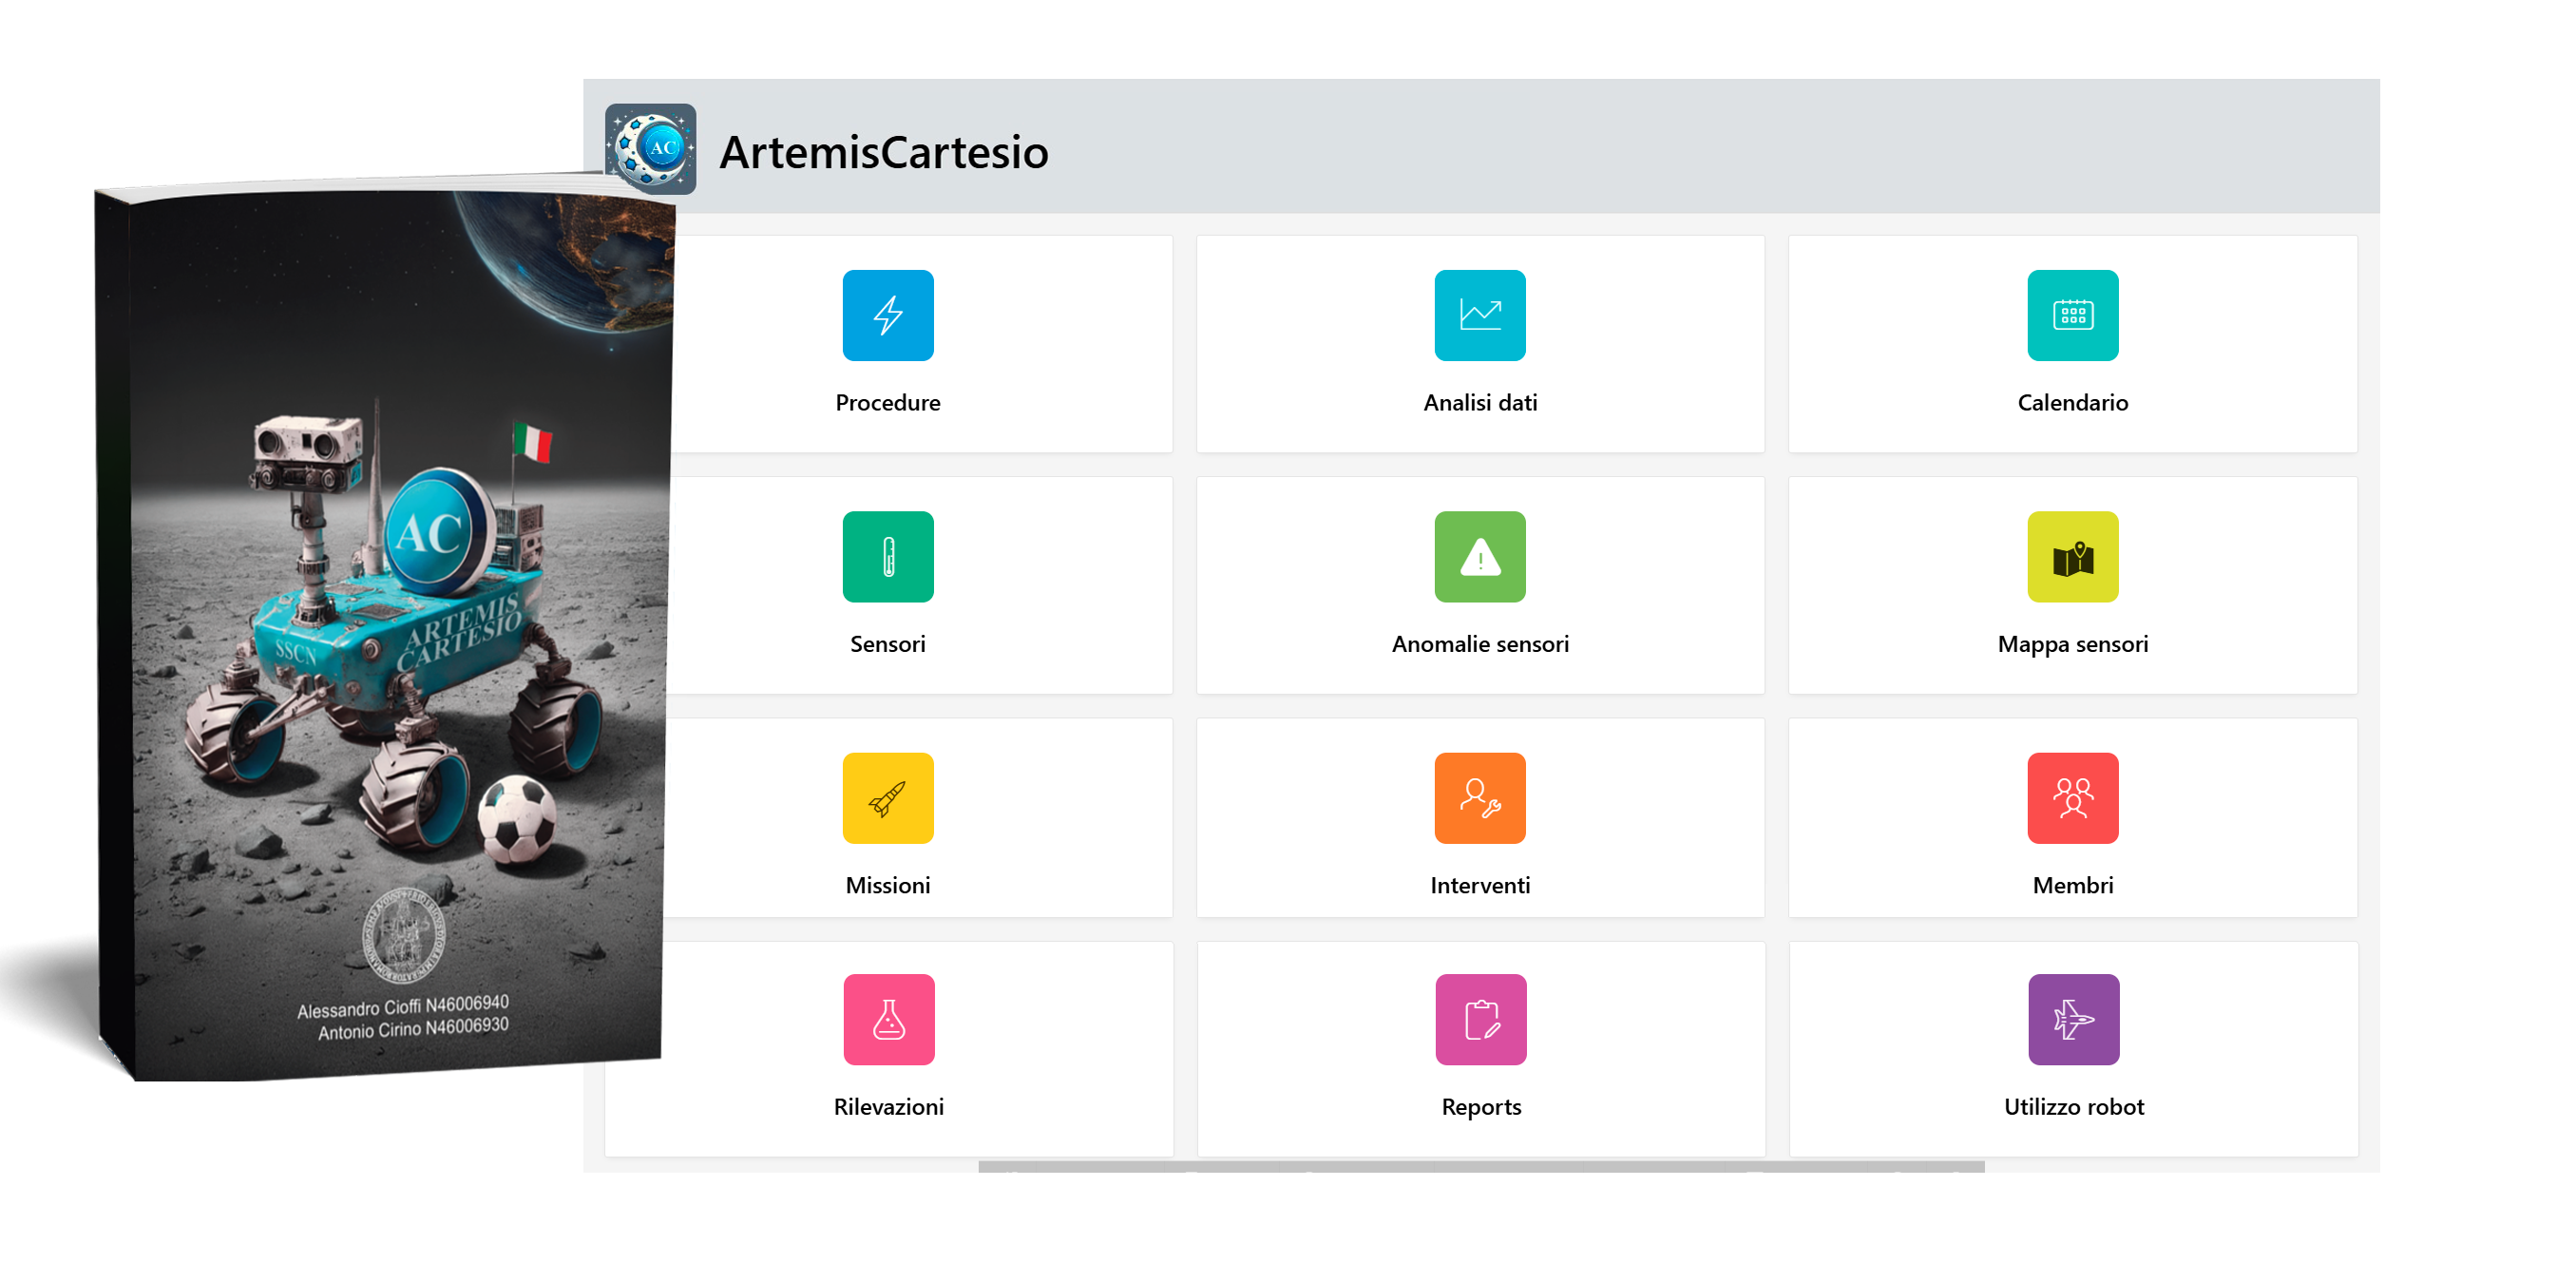 AC
ArtemisCartesio
Procedure
Analisi dati
Calendario
Sensori
Anomalie sensori
Mappa sensori
Missioni
Interventi
Membri
Rilevazioni
Reports
Utilizzo robot
AC
ARTEMIS
CARTESIO
SSCN
Alessandro Cioffi N46006940
Antonio Cirino N46006930